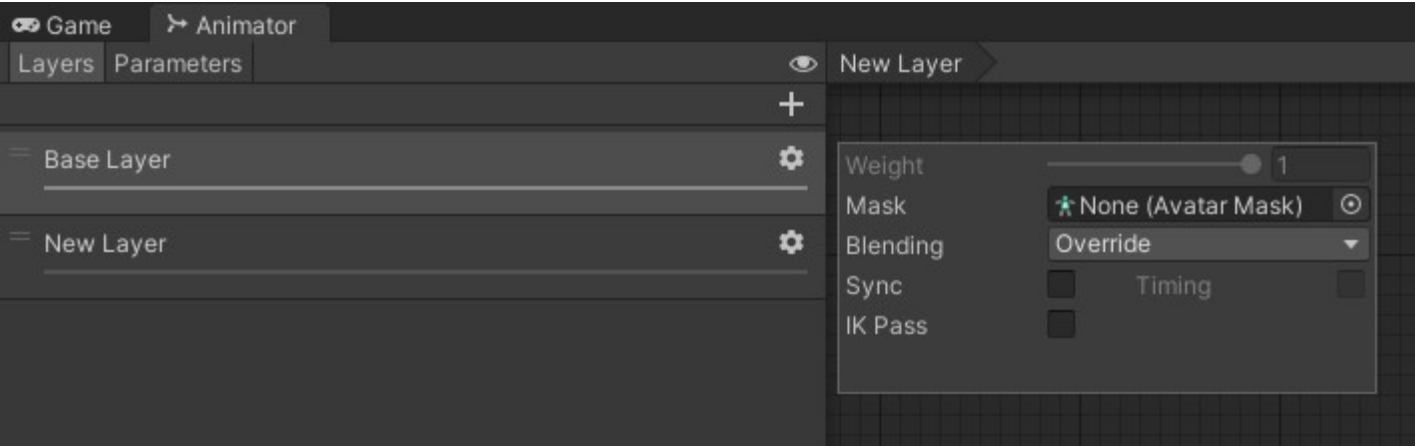 Game Animator
Layers Parameters
New Layer
Base Layer
New Layer
Weight 1
Mask None (Avatar Mask)
Blending Override
Sync Timing
IK Pass